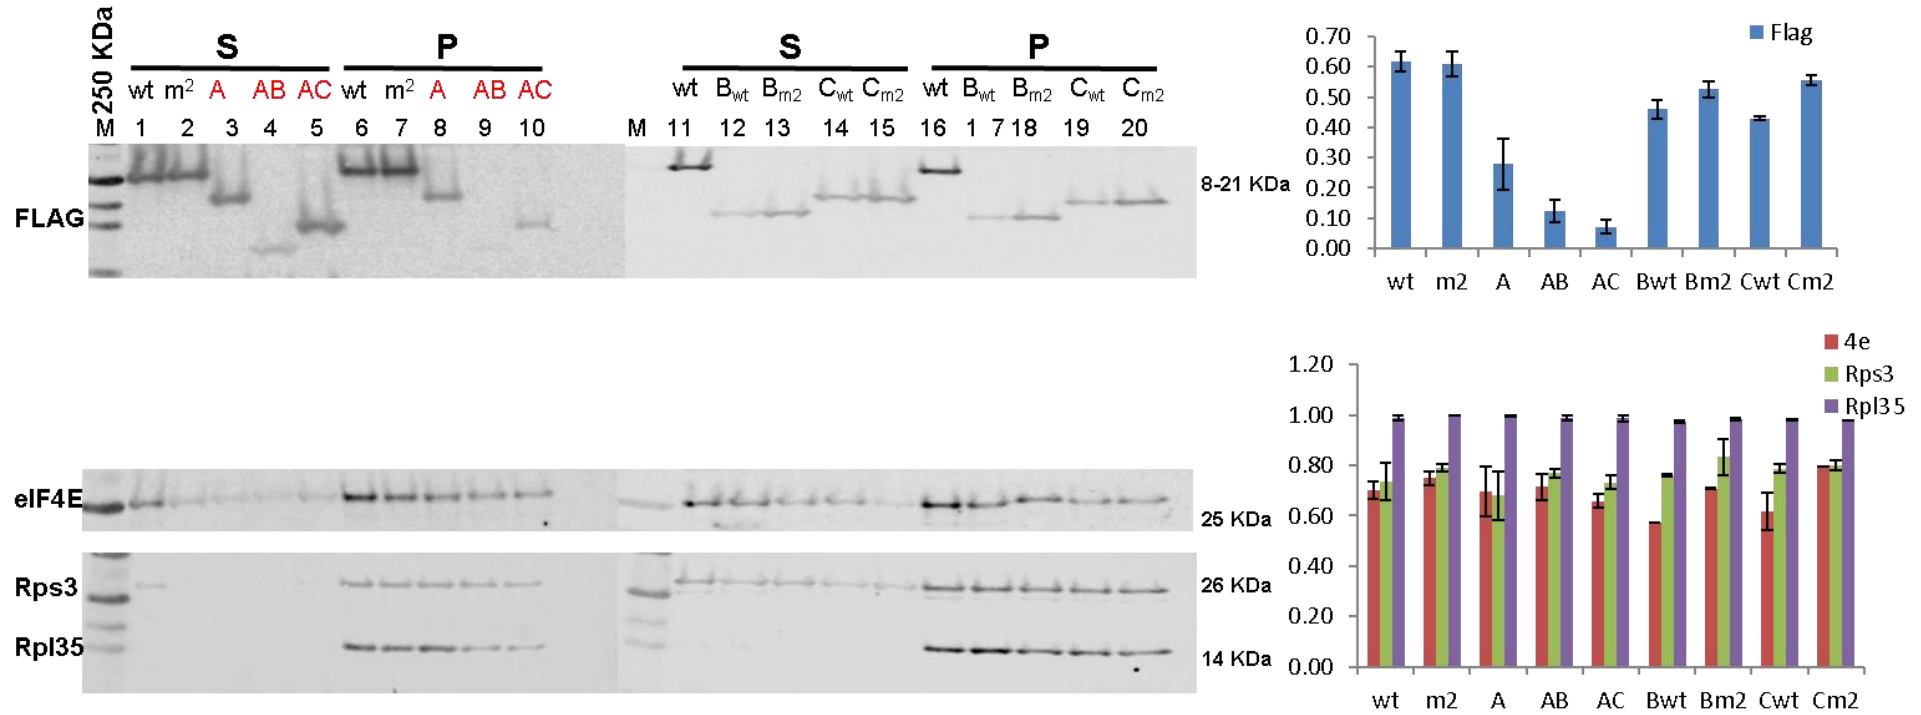 250 KDa
S P S P
wt m2 A AB AC wt m2 A AB AC wt Bwt Bm2 Cwt Cm2 wt Bwt Bm2 Cwt Cm2
M 1 2 3 4 5 6 7 8 9 10 M 11 12 13 14 15 16 1 7 18 19 20
FLAG
8-21 KDa
eIF4E
25 KDa
Rps3
26 KDa
Rpl35
14 KDa
Flag
0.70
0.60
0.50
0.40
0.30
0.20
0.10
0.00
wt m2 A AB AC Bwt Bm2 Cwt Cm2
4e
Rps3
Rpl35
1.20
1.00
0.80
0.60
0.40
0.20
0.00
wt m2 A AB AC Bwt Bm2 Cwt Cm2